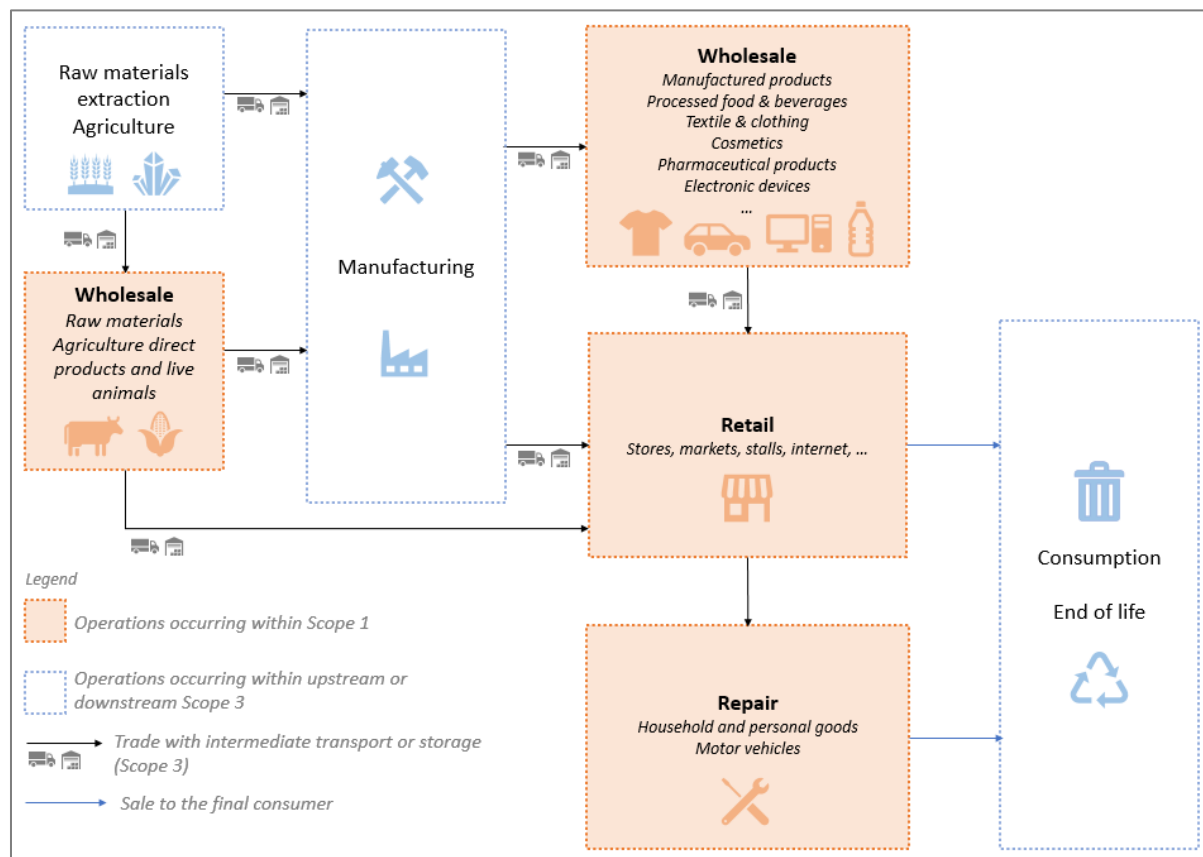 Raw materials
extraction
Agriculture
Wholesale
Raw materials
Agriculture direct
products and live
animals
Manufacturing
Wholesale
Manufactured products
Processed food & beverages
Textile & clothing
Cosmetics
Pharmaceutical products
Electronic devices
...
Retail
Stores, markets, stalls, internet, ...
Repair
Household and personal goods
Motor vehicles
Consumption
End of life
Legend
Operations occurring within Scope 1
Operations occurring within upstream or
downstream Scope 3
Trade with intermediate transport or storage
(Scope 3)
Sale to the final consumer